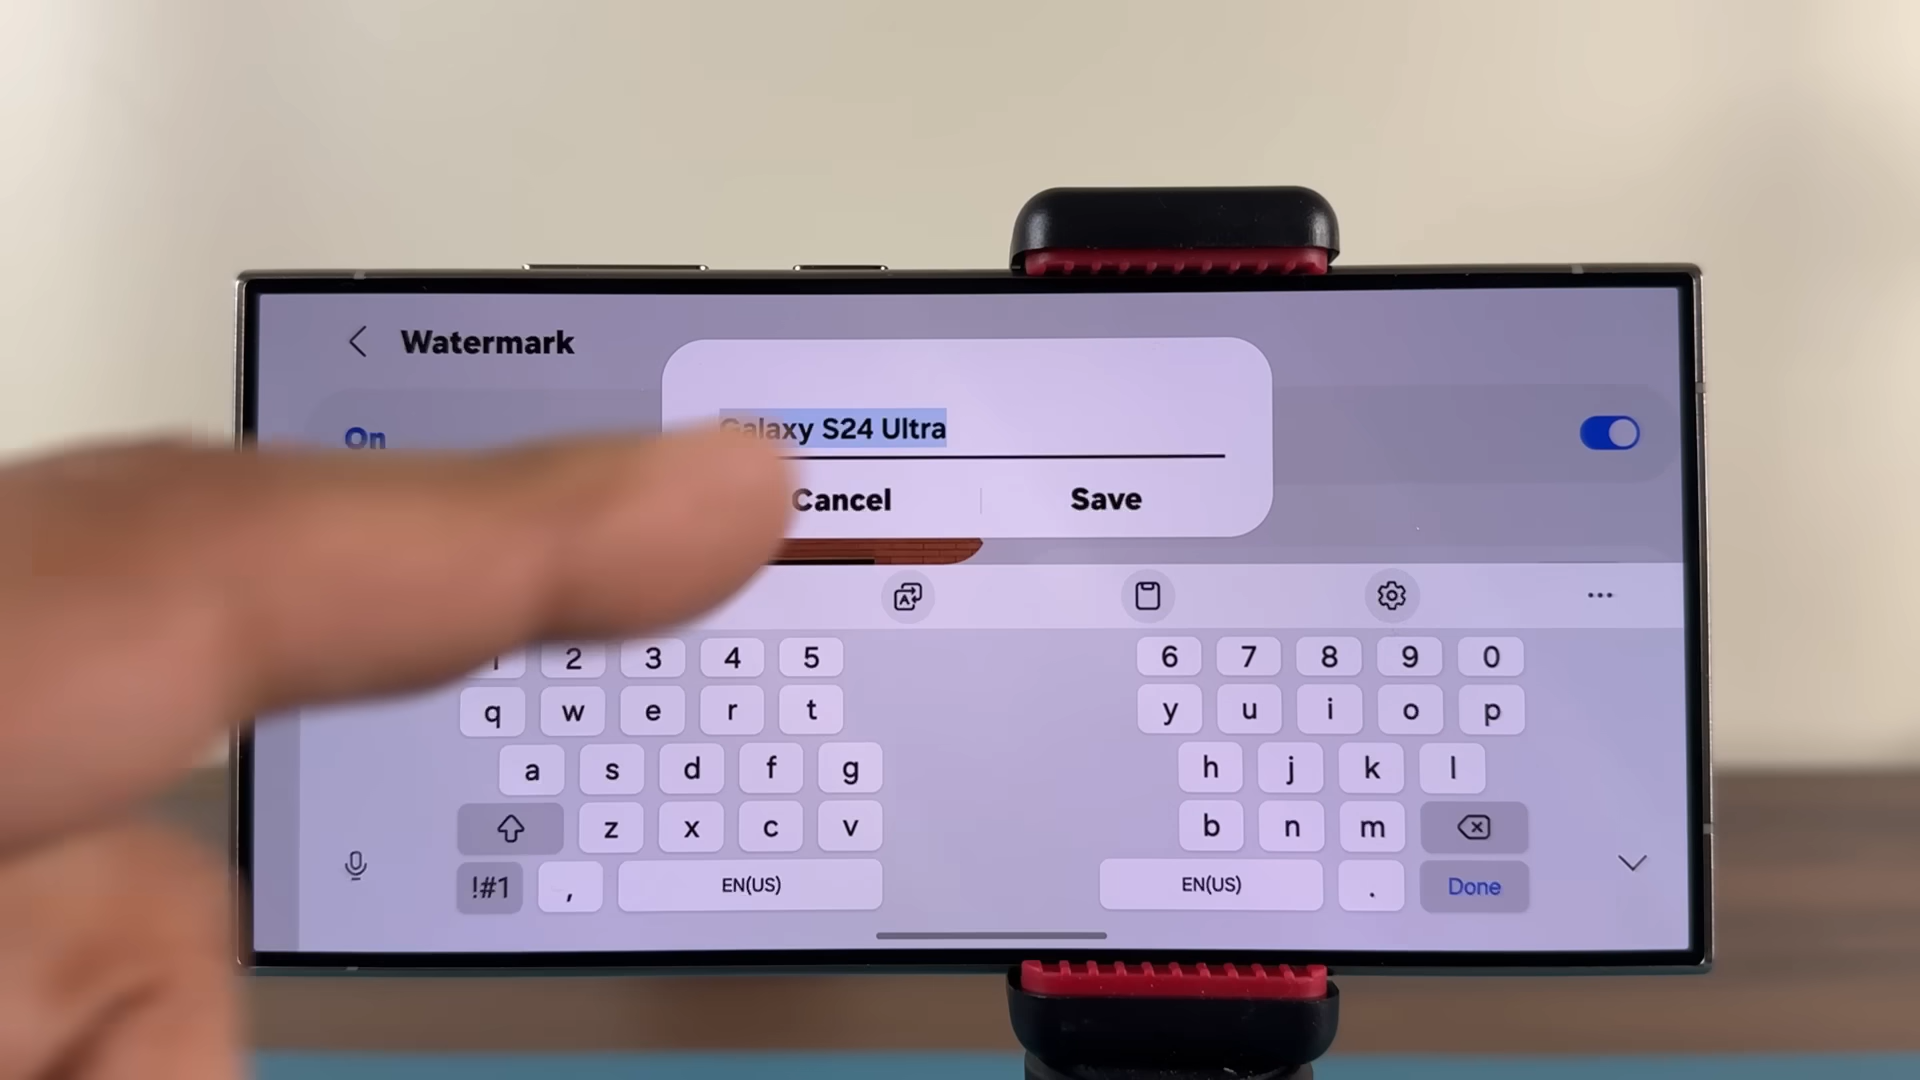 Watermark
On
Galaxy S24 Ultra
Cancel
Save
2 3 4 5 6 7 8 9 0
q w e r t y u i o p
a s d f g h j k l
z x c v b n m
!#1 , EN(US) EN(US) . Done